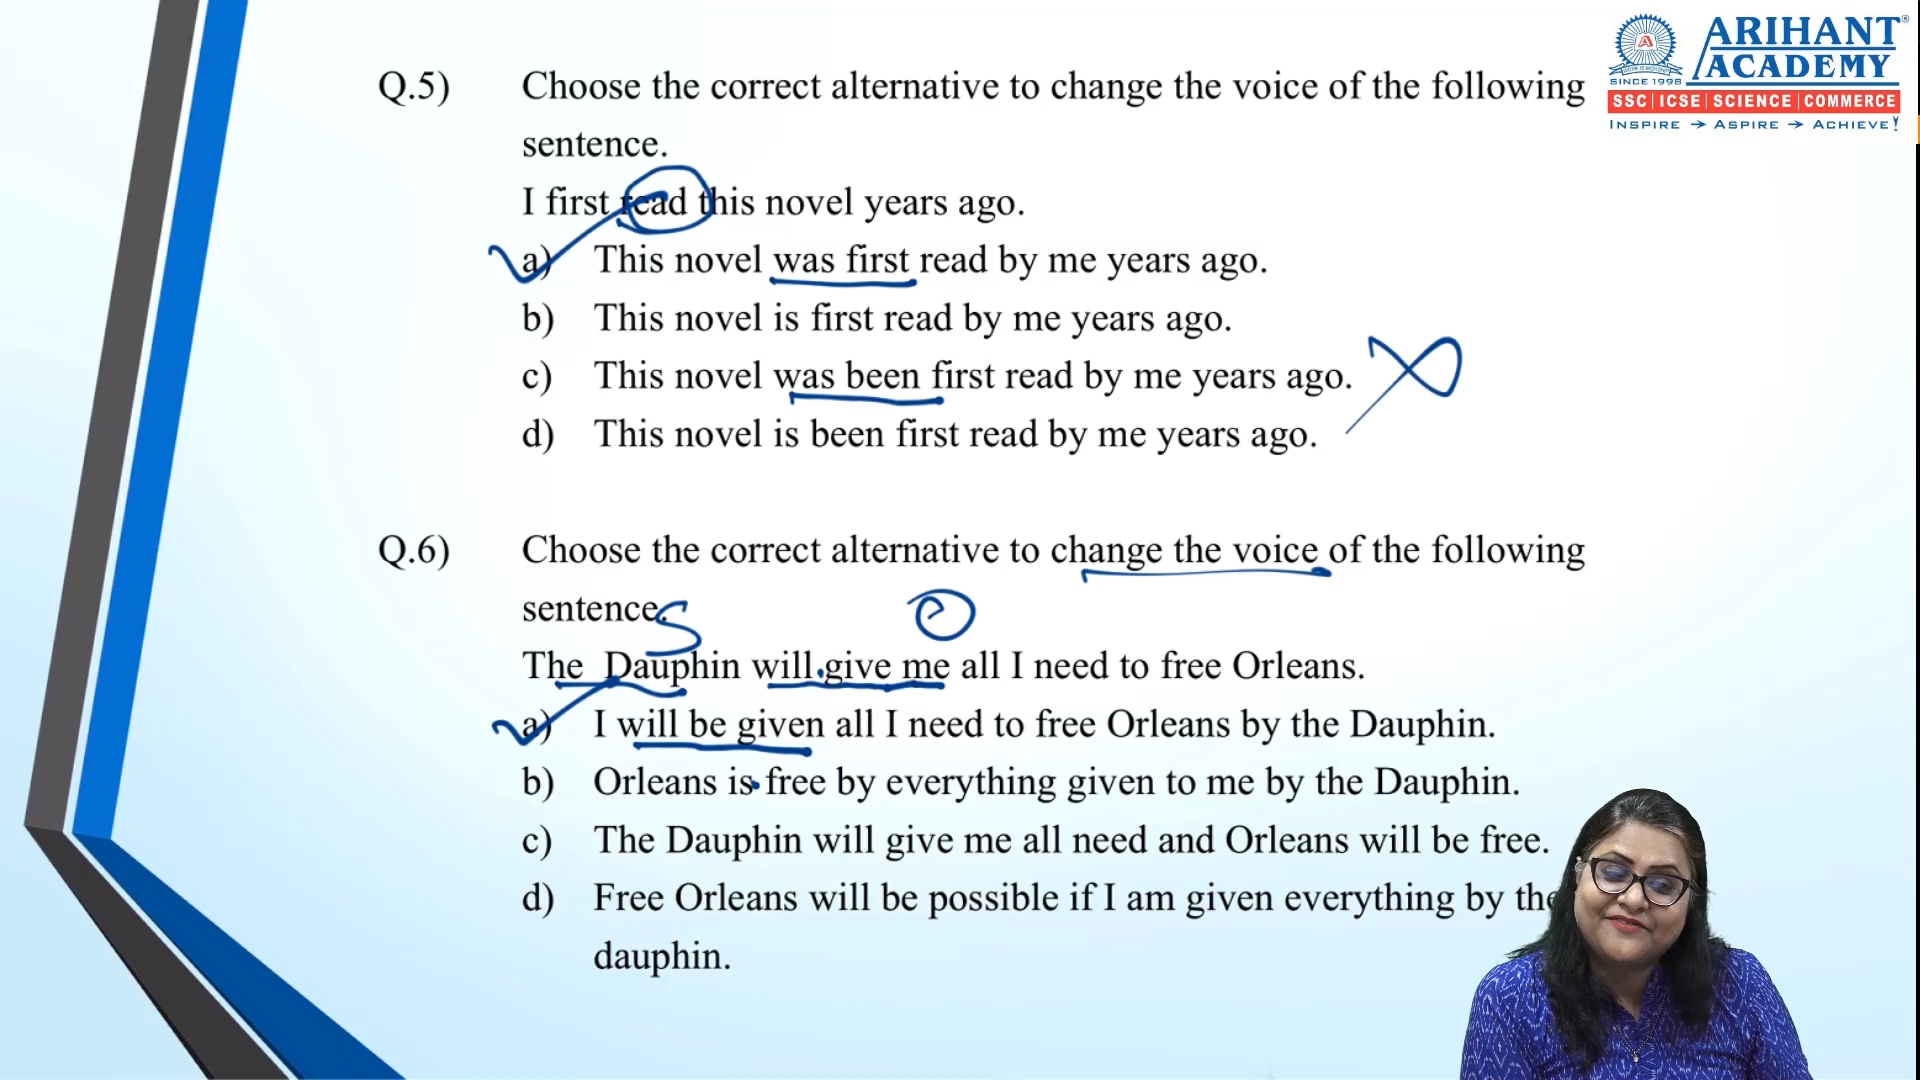 ARIHANT
ACADEMY
SINCE 1998
SSC | ICSE | SCIENCE | COMMERCE
INSPIRE → ASPIRE → ACHIEVE!
Q.5) Choose the correct alternative to change the voice of the following
sentence.
I first read this novel years ago.
a) This novel was first read by me years ago.
b) This novel is first read by me years ago.
c) This novel was been first read by me years ago.
d) This novel is been first read by me years ago.
Q.6) Choose the correct alternative to change the voice of the following
sentence.
S
The Dauphin will give me all I need to free Orleans.
a) I will be given all I need to free Orleans by the Dauphin.
b) Orleans is free by everything given to me by the Dauphin.
c) The Dauphin will give me all need and Orleans will be free.
d) Free Orleans will be possible if I am given everything by the
dauphin.